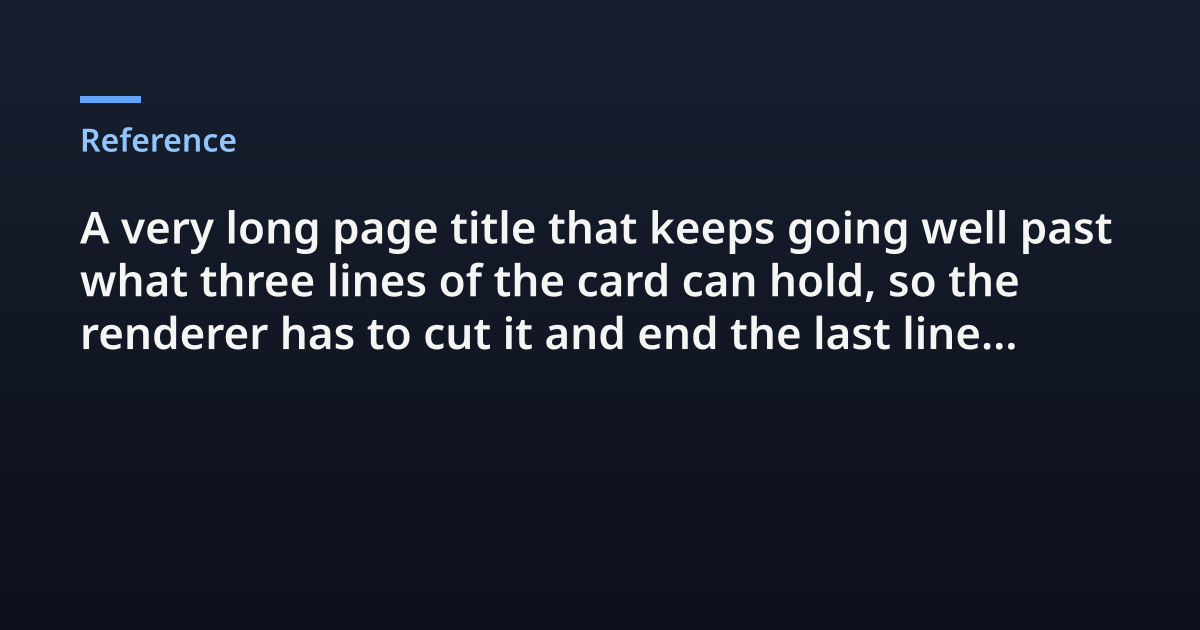 Reference
A very long page title that keeps going well past
what three lines of the card can hold, so the
renderer has to cut it and end the last line…